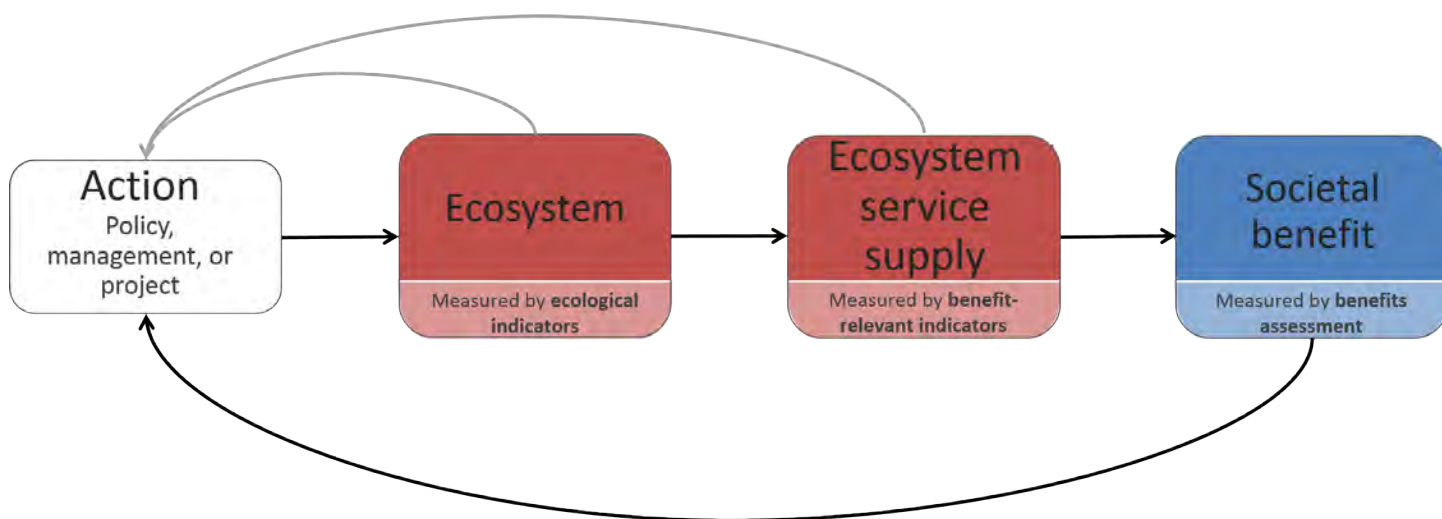 Action
Policy,
management, or
project
Ecosystem
Measured by ecological
indicators
Ecosystem
service
supply
Measured by benefit-
relevant indicators
Societal
benefit
Measured by benefits
assessment